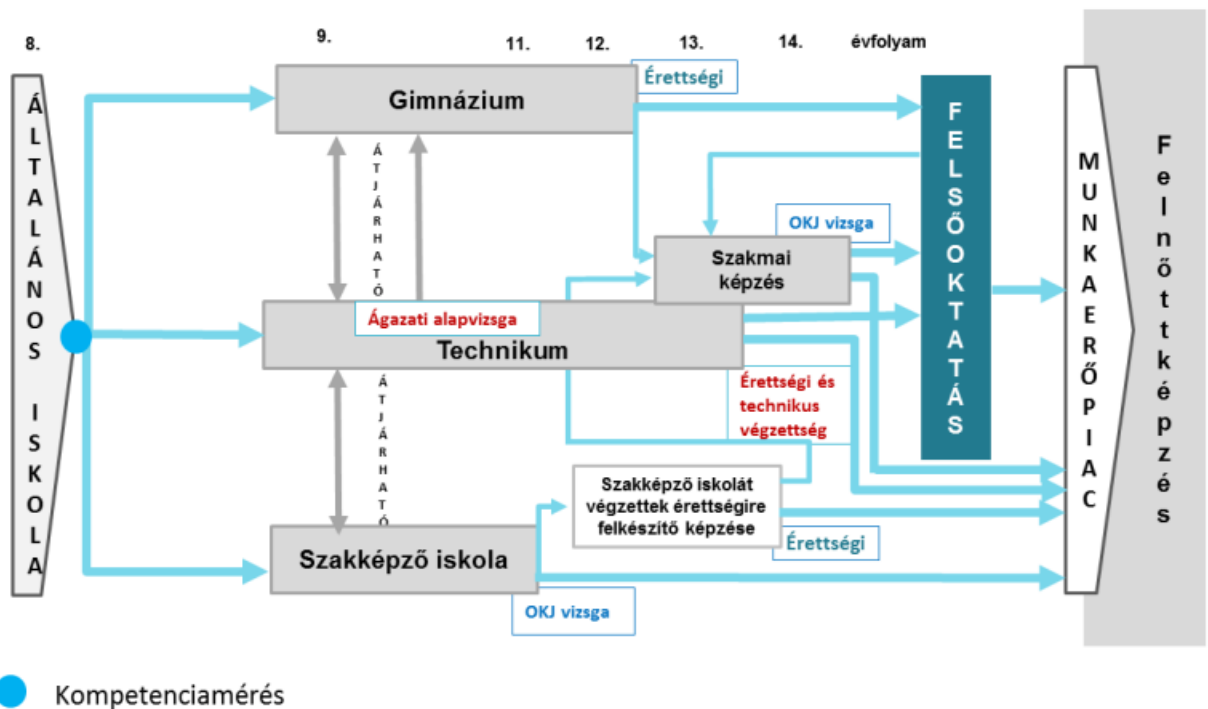 8. 9. 11. 12. 13. 14. évfolyam
ÁLTALÁNOS ISKOLA
Gimnázium
Érettségi
ÁTJÁRHATÓ
FELSŐOKTATÁS
MUNKAERŐPIAC
Felnőttképzés
OKJ vizsga
Szakmai
képzés
Ágazati alapvizsga
Technikum
ÁTJÁRHATÓ
Érettségi és
technikus
végzettség
Szakképző iskolát
végzettek érettségire
felkészítő képzése
Érettségi
Szakképző iskola
OKJ vizsga
Kompetenciamérés